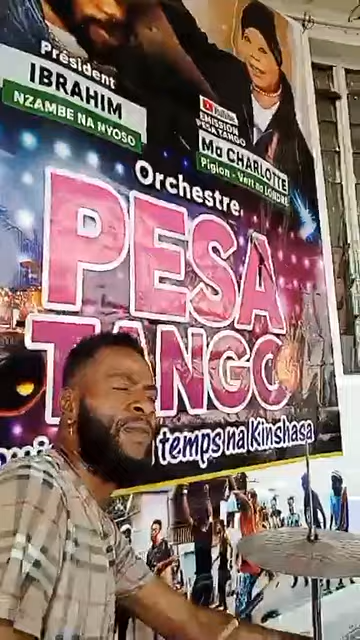 Président
IBRAHIM
NZAMBE NA NYOSO
YouTube
EMISSION
PESA TANGO
Ma CHARLOTTE
Pigion - Vert na LONDRE
Orchestre
PESA
TANGO
temps na Kinshasa